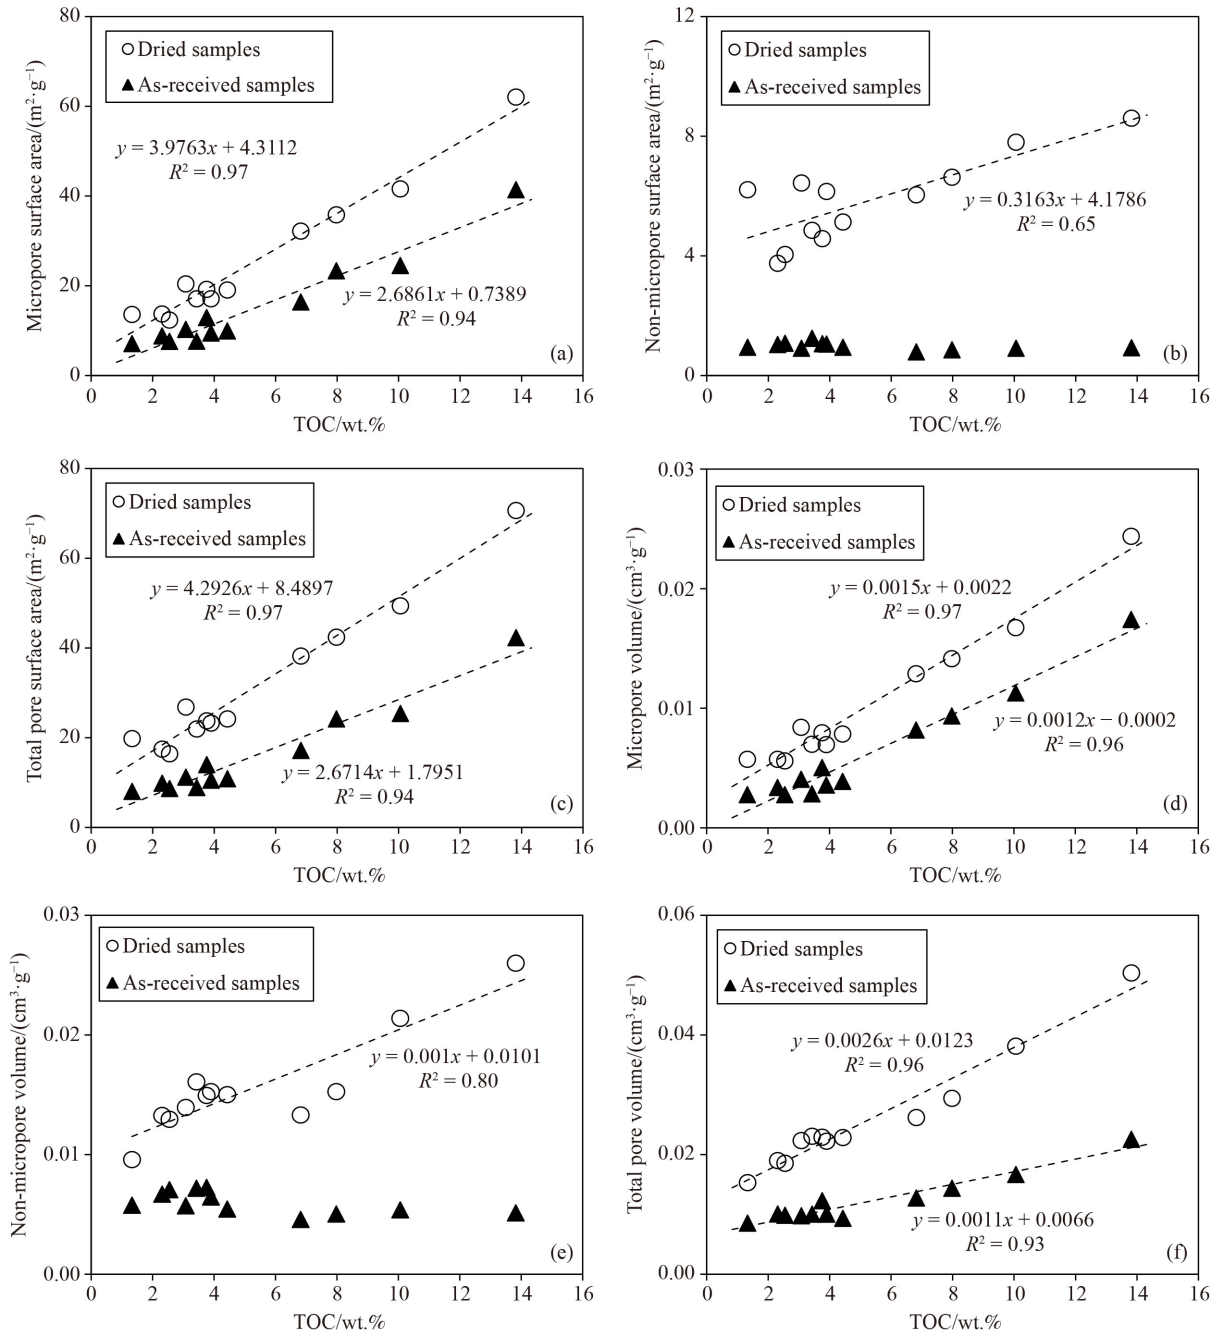 80
60
40
20
0
Micropore surface area/(m²·g⁻¹)
Dried samples
As-received samples
y = 3.9763x + 4.3112
R² = 0.97
y = 2.6861x + 0.7389
R² = 0.94
(a)
0 2 4 6 8 10 12 14 16
TOC/wt.%
12
8
4
0
Non-micropore surface area/(m²·g⁻¹)
Dried samples
As-received samples
y = 0.3163x + 4.1786
R² = 0.65
(b)
0 2 4 6 8 10 12 14 16
TOC/wt.%
80
60
40
20
0
Total pore surface area/(m²·g⁻¹)
Dried samples
As-received samples
y = 4.2926x + 8.4897
R² = 0.97
y = 2.6714x + 1.7951
R² = 0.94
(c)
0 2 4 6 8 10 12 14 16
TOC/wt.%
0.03
0.02
0.01
0.00
Micropore volume/(cm³·g⁻¹)
Dried samples
As-received samples
y = 0.0015x + 0.0022
R² = 0.97
y = 0.0012x − 0.0002
R² = 0.96
(d)
0 2 4 6 8 10 12 14 16
TOC/wt.%
0.03
0.02
0.01
0.00
Non-micropore volume/(cm³·g⁻¹)
Dried samples
As-received samples
y = 0.001x + 0.0101
R² = 0.80
(e)
0 2 4 6 8 10 12 14 16
TOC/wt.%
0.06
0.04
0.02
0.00
Total pore volume/(cm³·g⁻¹)
Dried samples
As-received samples
y = 0.0026x + 0.0123
R² = 0.96
y = 0.0011x + 0.0066
R² = 0.93
(f)
0 2 4 6 8 10 12 14 16
TOC/wt.%